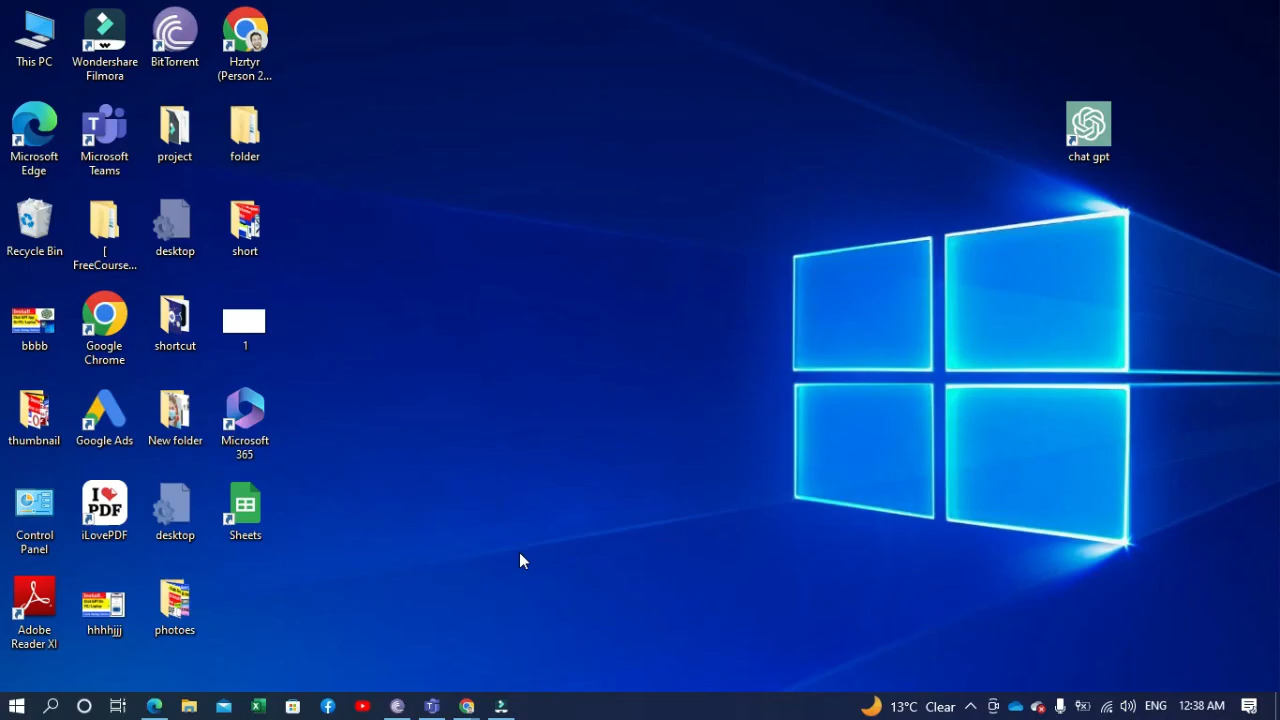 This PC
Wondershare
Filmora
BitTorrent
Hzrtyr
(Person 2...
chat gpt
Microsoft
Edge
Microsoft
Teams
project
folder
Recycle Bin
[
FreeCourse...
desktop
short
bbbb
Google
Chrome
shortcut
1
thumbnail
Google Ads
New folder
Microsoft
365
Control
Panel
I
PDF
iLovePDF
desktop
Sheets
Adobe
Reader XI
hhhhjjj
photoes
13°C Clear
ENG
12:38 AM